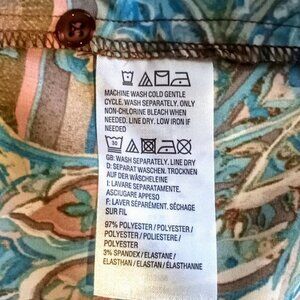 MACHINE WASH COLD GENTLE
CYCLE. WASH SEPARATELY. ONLY
NON-CHLORINE BLEACH WHEN
NEEDED. LINE DRY. LOW IRON IF
NEEDED
30
GB: WASH SEPARATELY. LINE DRY
D: SEPARAT WASCHEN. TROCKNEN
AUF DER WÄSCHELEINE
I: LAVARE SEPARATAMENTE.
ASCIUGARE APPESO
F: LAVER SÉPARÉMENT. SÉCHAGE
SUR FIL
97% POLYESTER / POLYESTER /
POLYESTER / POLIESTERE /
POLYESTER
3% SPANDEX / ELASTANE /
ELASTHAN / ELASTAN / ÉLASTHANNE